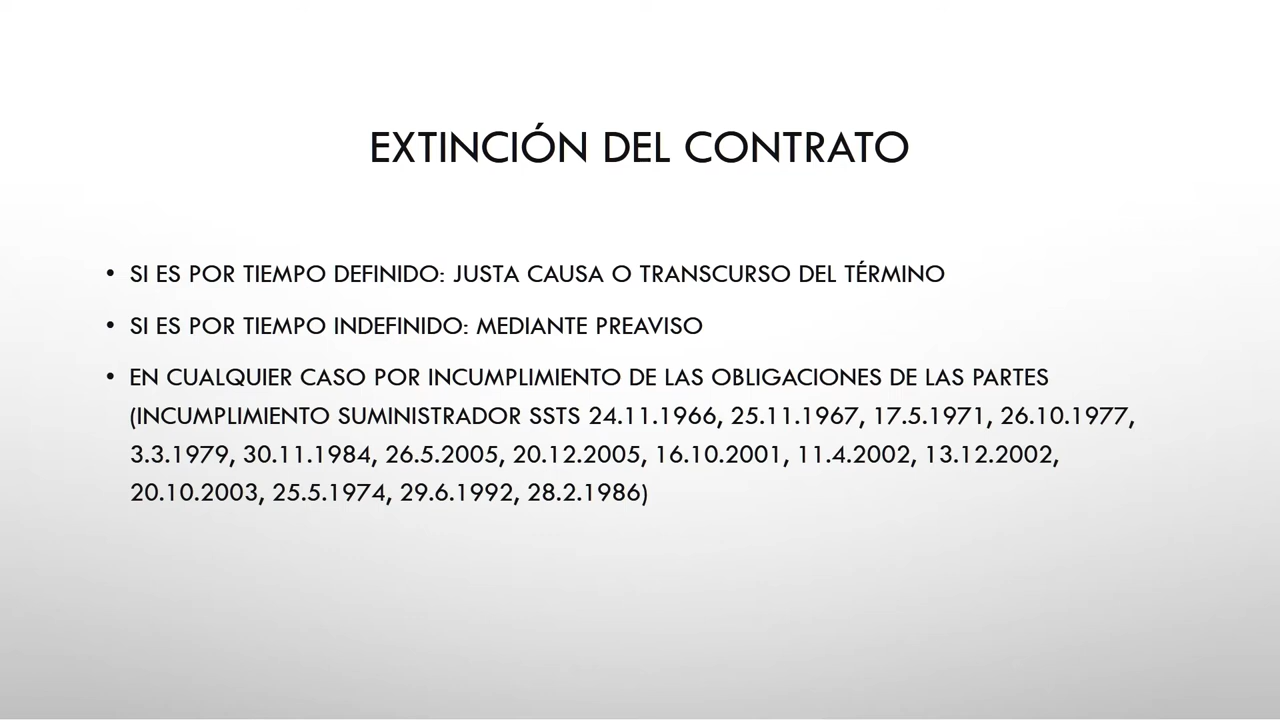 EXTINCIÓN DEL CONTRATO
• SI ES POR TIEMPO DEFINIDO: JUSTA CAUSA O TRANSCURSO DEL TÉRMINO
• SI ES POR TIEMPO INDEFINIDO: MEDIANTE PREAVISO
• EN CUALQUIER CASO POR INCUMPLIMIENTO DE LAS OBLIGACIONES DE LAS PARTES
(INCUMPLIMIENTO SUMINISTRADOR SSTS 24.11.1966, 25.11.1967, 17.5.1971, 26.10.1977,
3.3.1979, 30.11.1984, 26.5.2005, 20.12.2005, 16.10.2001, 11.4.2002, 13.12.2002,
20.10.2003, 25.5.1974, 29.6.1992, 28.2.1986)